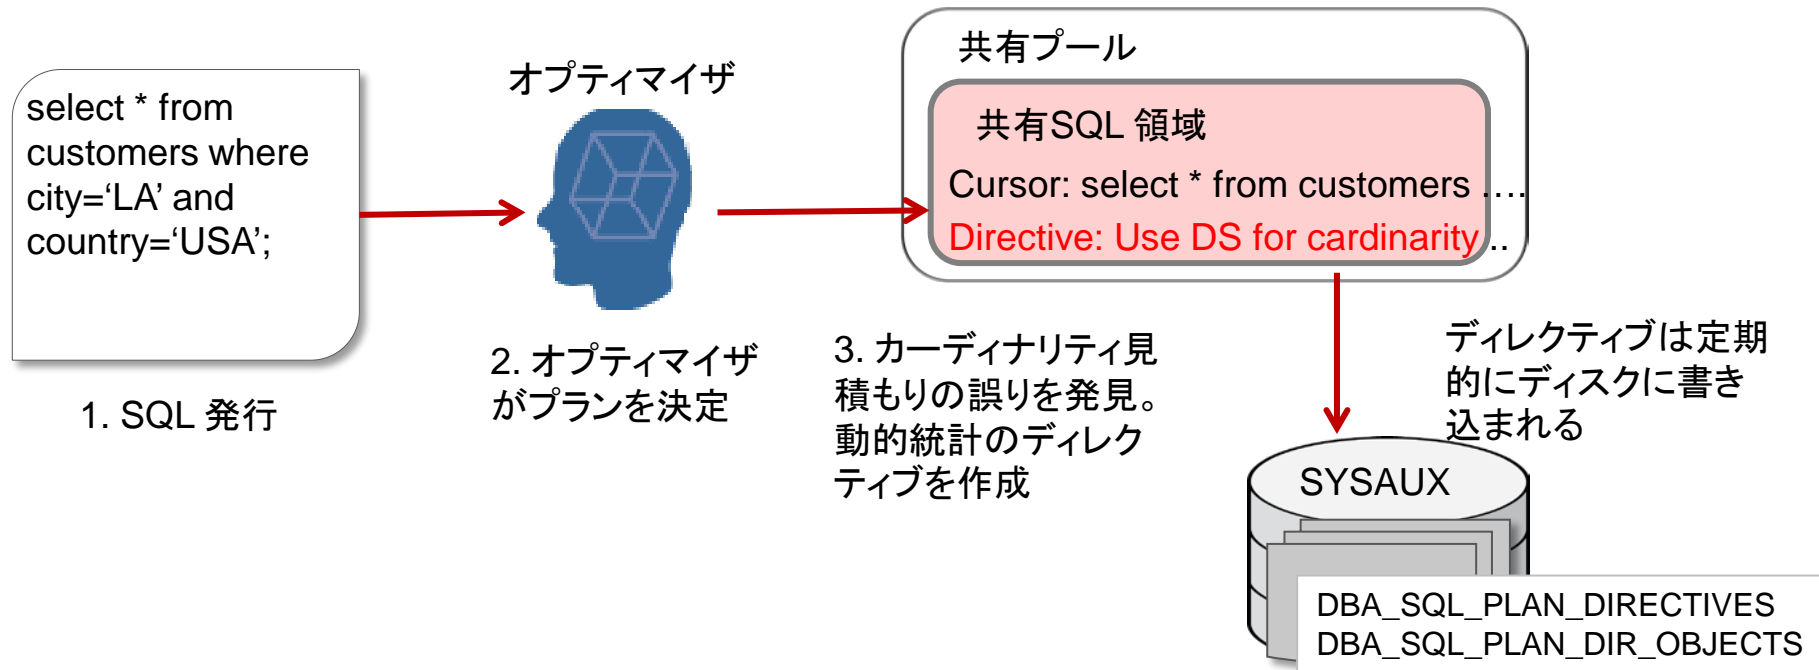 select * from
customers where
city=‘LA’ and
country=‘USA’;
1. SQL 発行
オプティマイザ
2. オプティマイザ
がプランを決定
共有プール
共有SQL 領域
Cursor: select * from customers ….
Directive: Use DS for cardinarity ..
3. カーディナリティ見
積もりの誤りを発見。
動的統計のディレク
ティブを作成
ディレクティブは定期
的にディスクに書き
込まれる
SYSAUX
DBA_SQL_PLAN_DIRECTIVES
DBA_SQL_PLAN_DIR_OBJECTS